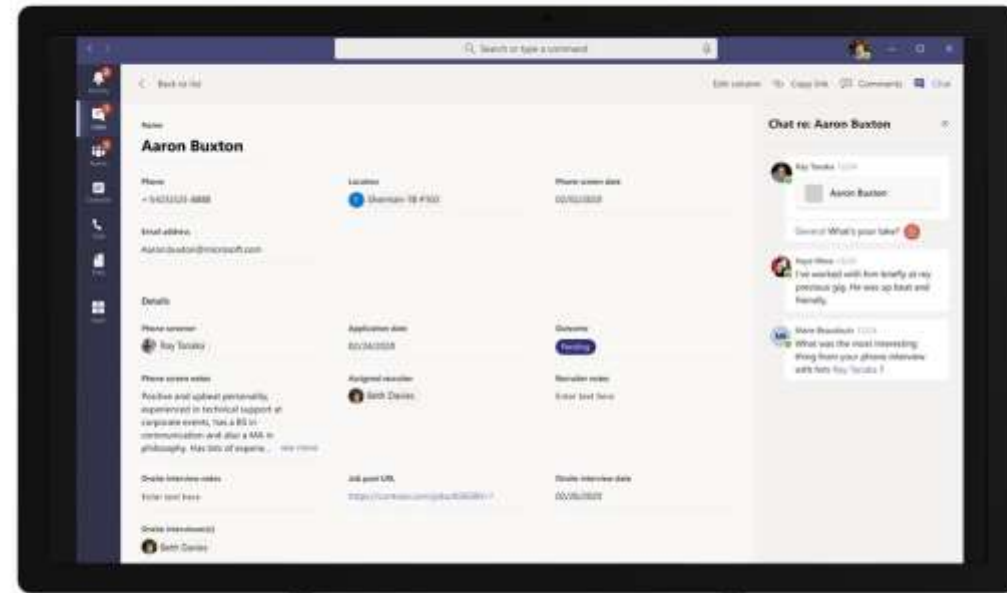 Search or type a command
Back to list
Edit column Copy link Comments Chat
Name
Aaron Buxton
Phone Location Phone screen date
Sherman
Email address
Details
Phone screener Application date Outcome
Ray Tanaka Pending
Phone screen notes Assigned recruiter Recruiter notes
Beth Davies Enter text here
Positive and upbeat personality,
experienced in technical support at
corporate events, has a BS in
communication and also a MA in
philosophy. Has lots of experie... see more
Onsite interview notes Job post URL Onsite interview date
Enter text here
Onsite interviewer(s)
Beth Davies
Chat re: Aaron Buxton
Ray Tanaka
Aaron Buxton
General What's your take?
I've worked with him briefly at my
previous gig. He was up beat and
friendly.
What was the most interesting
thing from your phone interview
with him Ray Tanaka ?